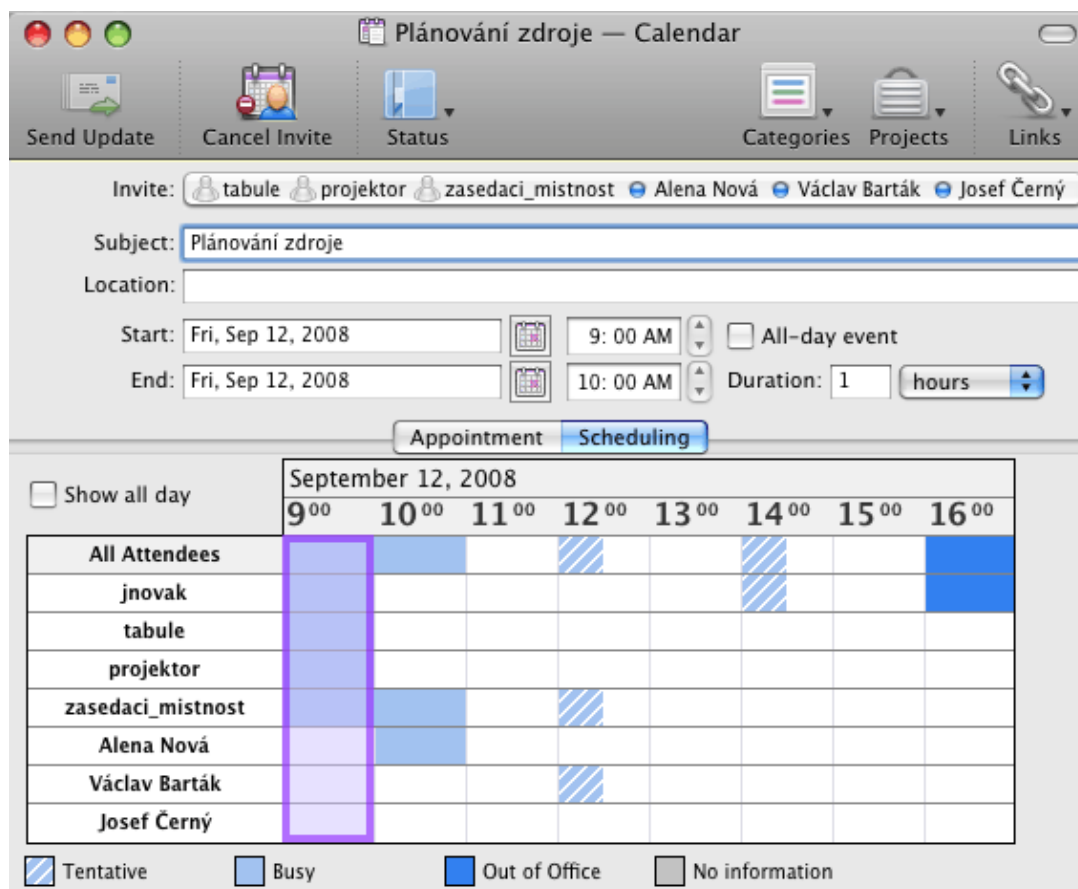 Plánování zdroje — Calendar
Send Update Cancel Invite Status Categories Projects Links
Invite: tabule projektor zasedaci_mistnost Alena Nová Václav Barták Josef Černý
Subject: Plánování zdroje
Location:
Start: Fri, Sep 12, 2008 9: 00 AM All-day event
End: Fri, Sep 12, 2008 10: 00 AM Duration: 1 hours
Appointment Scheduling
Show all day September 12, 2008
9⁰⁰ 10⁰⁰ 11⁰⁰ 12⁰⁰ 13⁰⁰ 14⁰⁰ 15⁰⁰ 16⁰⁰
All Attendees
jnovak
tabule
projektor
zasedaci_mistnost
Alena Nová
Václav Barták
Josef Černý
Tentative Busy Out of Office No information